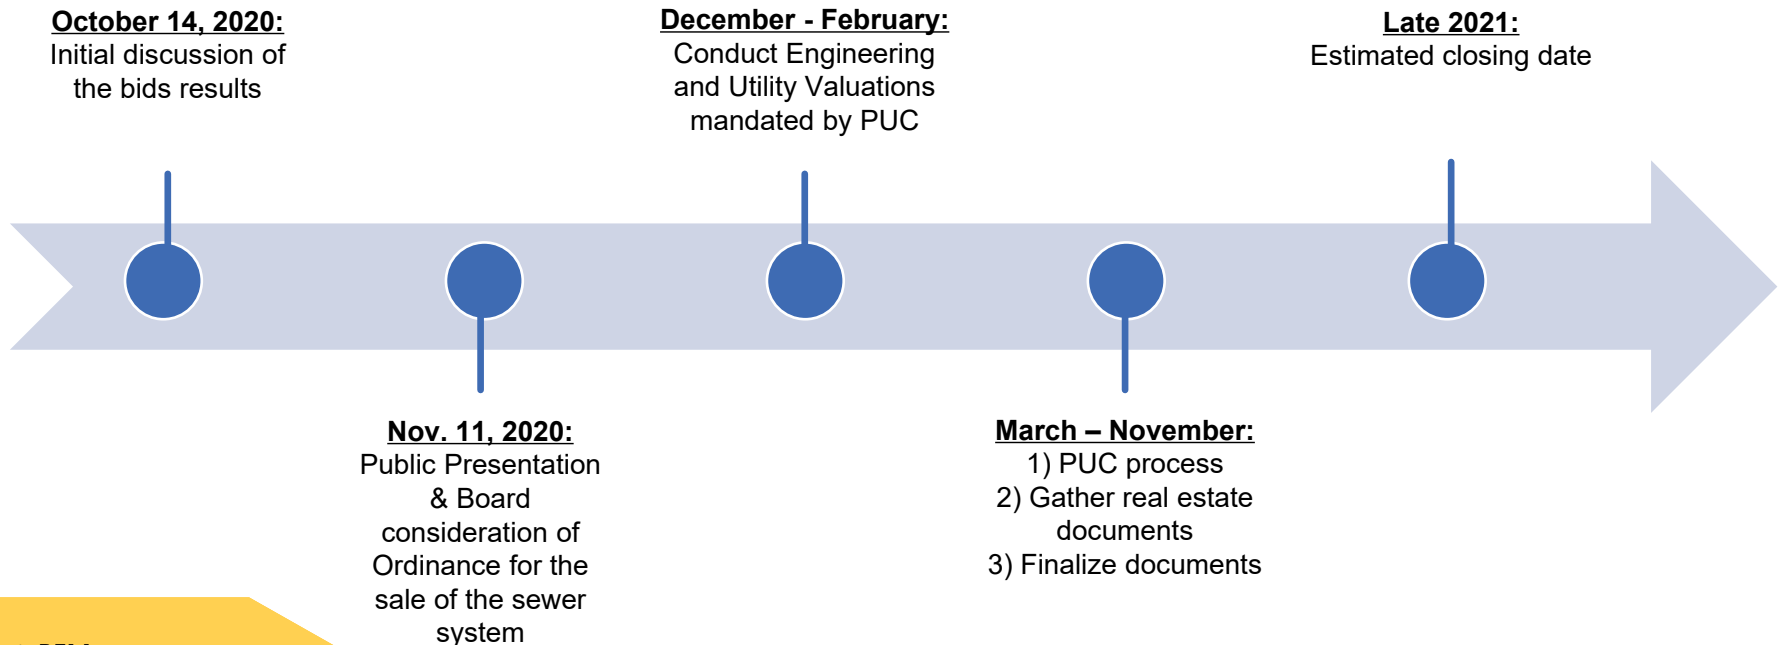 October 14, 2020:
Initial discussion of
the bids results
Nov. 11, 2020:
Public Presentation
& Board
consideration of
Ordinance for the
sale of the sewer
system
December - February:
Conduct Engineering
and Utility Valuations
mandated by PUC
March – November:
1) PUC process
2) Gather real estate
documents
3) Finalize documents
Late 2021:
Estimated closing date